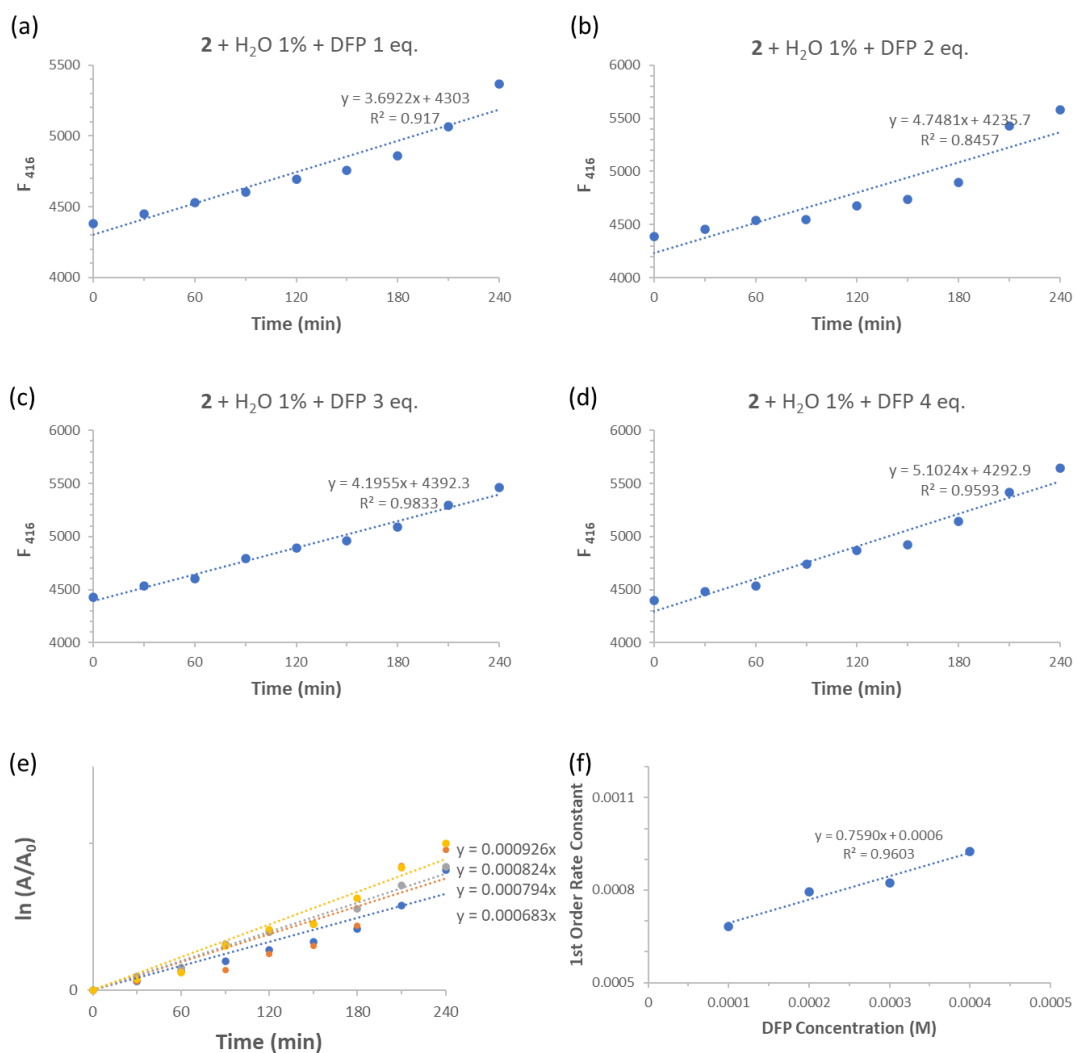 (a)
2 + H₂O 1% + DFP 1 eq.
5500
5000
4500
4000
F 416
y = 3.6922x + 4303
R² = 0.917
0 60 120 180 240
Time (min)
(b)
2 + H₂O 1% + DFP 2 eq.
6000
5500
5000
4500
4000
F 416
y = 4.7481x + 4235.7
R² = 0.8457
0 60 120 180 240
Time (min)
(c)
2 + H₂O 1% + DFP 3 eq.
6000
5500
5000
4500
4000
F 416
y = 4.1955x + 4392.3
R² = 0.9833
0 60 120 180 240
Time (min)
(d)
2 + H₂O 1% + DFP 4 eq.
6000
5500
5000
4500
4000
F 416
y = 5.1024x + 4292.9
R² = 0.9593
0 60 120 180 240
Time (min)
(e)
ln (A/A₀)
0
y = 0.000926x
y = 0.000824x
y = 0.000794x
y = 0.000683x
0 30 60 90 120 150 180 210 240
Time (min)
(f)
1st Order Rate Constant
0.0011
0.0008
0.0005
y = 0.7590x + 0.0006
R² = 0.9603
0 0.0001 0.0002 0.0003 0.0004 0.0005
DFP Concentration (M)